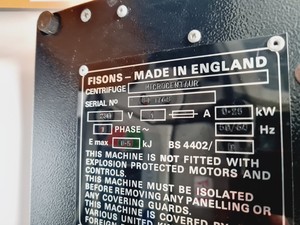 FISONS - MADE IN ENGLAND
CENTRIFUGE MICROCENTAUR
SERIAL Nº
V A kW
PHASE ~ Hz
E max kJ BS 4402/
THIS MACHINE IS NOT FITTED WITH
EXPLOSION PROTECTED MOTORS AND
CONTROLS.
THIS MACHINE MUST BE ISOLATED
BEFORE REMOVING ANY PANELLING OR
ANY COVERING GUARDS.
THIS MACHINE IS COVERED BY
VARIOUS UNITED
FOREIGN